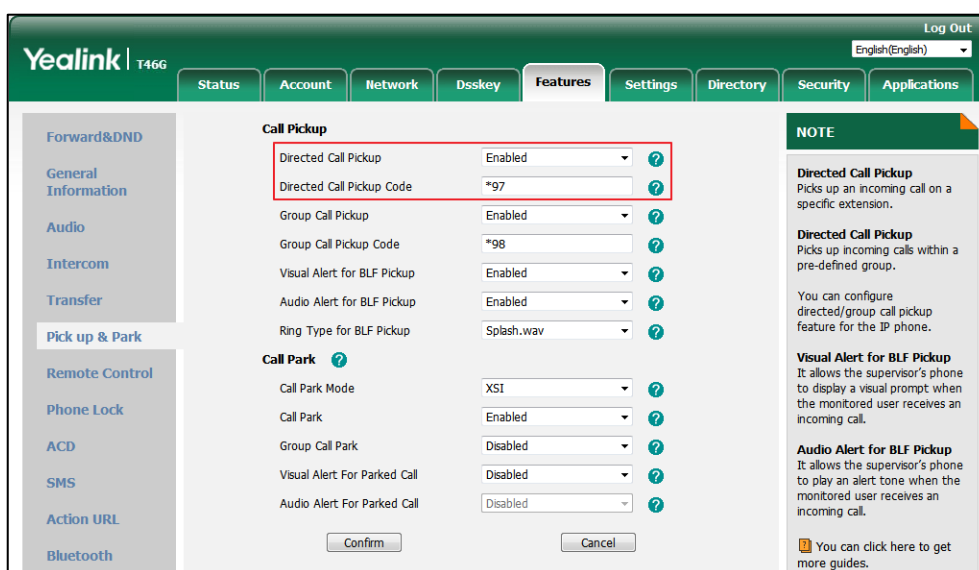 Log Out
Yealink T46G
English(English)
Status Account Network Dsskey Features Settings Directory Security Applications
Forward&DND
General
Information
Audio
Intercom
Transfer
Pick up & Park
Remote Control
Phone Lock
ACD
SMS
Action URL
Bluetooth
Call Pickup
Directed Call Pickup Enabled
Directed Call Pickup Code *97
Group Call Pickup Enabled
Group Call Pickup Code *98
Visual Alert for BLF Pickup Enabled
Audio Alert for BLF Pickup Enabled
Ring Type for BLF Pickup Splash.wav
Call Park
Call Park Mode XSI
Call Park Enabled
Group Call Park Disabled
Visual Alert For Parked Call Disabled
Audio Alert For Parked Call Disabled
Confirm Cancel
NOTE
Directed Call Pickup
Picks up an incoming call on a
specific extension.
Directed Call Pickup
Picks up incoming calls within a
pre-defined group.
You can configure
directed/group call pickup
feature for the IP phone.
Visual Alert for BLF Pickup
It allows the supervisor's phone
to display a visual prompt when
the monitored user receives an
incoming call.
Audio Alert for BLF Pickup
It allows the supervisor's phone
to play an alert tone when the
monitored user receives an
incoming call.
You can click here to get
more guides.